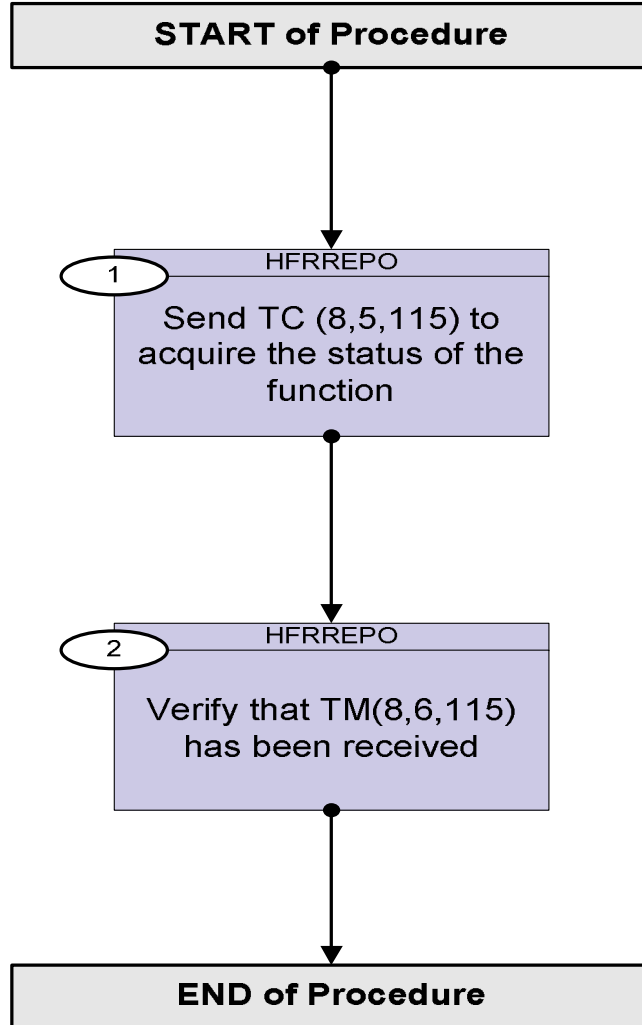 START of Procedure
HFRREPO
1
Send TC (8,5,115) to
acquire the status of the
function
HFRREPO
2
Verify that TM(8,6,115)
has been received
END of Procedure